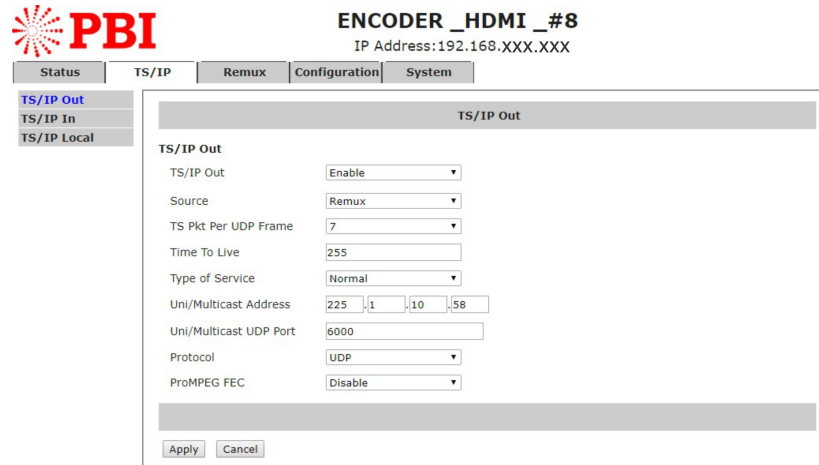 PBI
ENCODER _HDMI _#8
IP Address:192.168.XXX.XXX
Status TS/IP Remux Configuration System
TS/IP Out
TS/IP In
TS/IP Local
TS/IP Out
TS/IP Out
TS/IP Out Enable
Source Remux
TS Pkt Per UDP Frame 7
Time To Live 255
Type of Service Normal
Uni/Multicast Address 225 .1 .10 .58
Uni/Multicast UDP Port 6000
Protocol UDP
ProMPEG FEC Disable
Apply Cancel